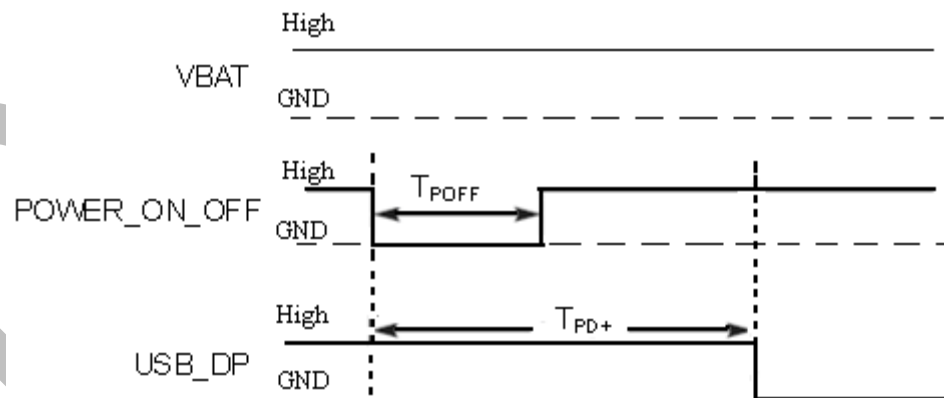 High
VBAT
GND
High
TPOFF
POWER_ON_OFF
GND
High
TPD+
USB_DP
GND